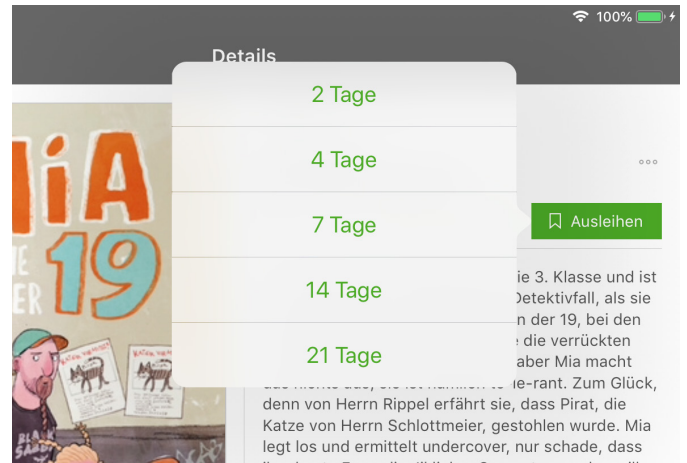 100%
Details
2 Tage
4 Tage
7 Tage
14 Tage
21 Tage
Ausleihen
MiA
19
ie 3. Klasse und ist
Detektivfall, als sie
n der 19, bei den
die verrückten
aber Mia macht
-rant. Zum Glück,
denn von Herrn Rippel erfährt sie, dass Pirat, die
Katze von Herrn Schlottmeier, gestohlen wurde. Mia
legt los und ermittelt undercover, nur schade, dass